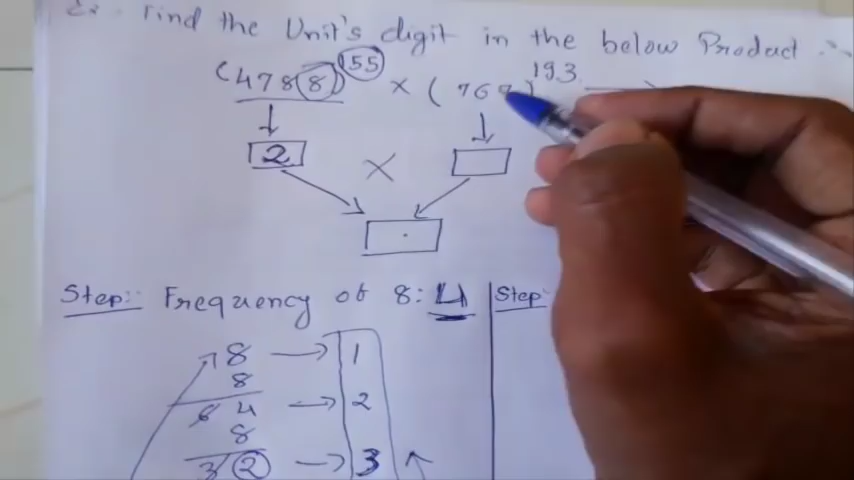 Find the Unit's digit in the below Product :-
(4788)^155 × (76 )^193
2 ×
Step:- Frequency of 8: 4
8 → 1
8
64 → 2
8
32 → 3
Step:-